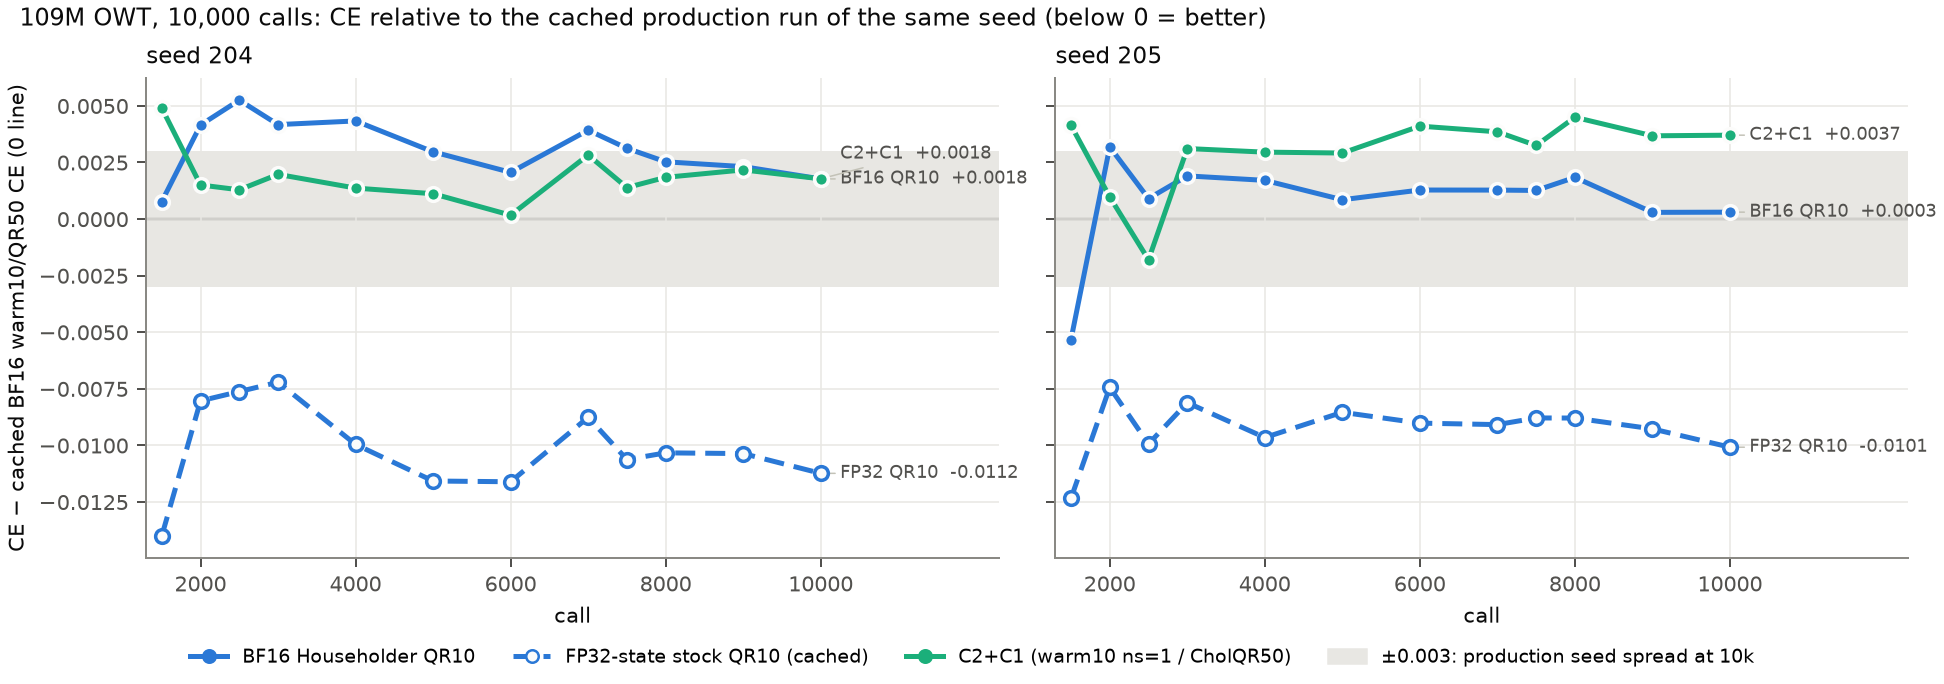 109M OWT, 10,000 calls: CE relative to the cached production run of the same seed (below 0 = better)
seed 204
seed 205
CE − cached BF16 warm10/QR50 CE (0 line)
0.0050
0.0025
0.0000
−0.0025
−0.0050
−0.0075
−0.0100
−0.0125
C2+C1 +0.0018
BF16 QR10 +0.0018
FP32 QR10 -0.0112
C2+C1 +0.0037
BF16 QR10 +0.0003
FP32 QR10 -0.0101
2000 4000 6000 8000 10000
2000 4000 6000 8000 10000
call
call
BF16 Householder QR10
FP32-state stock QR10 (cached)
C2+C1 (warm10 ns=1 / CholQR50)
±0.003: production seed spread at 10k